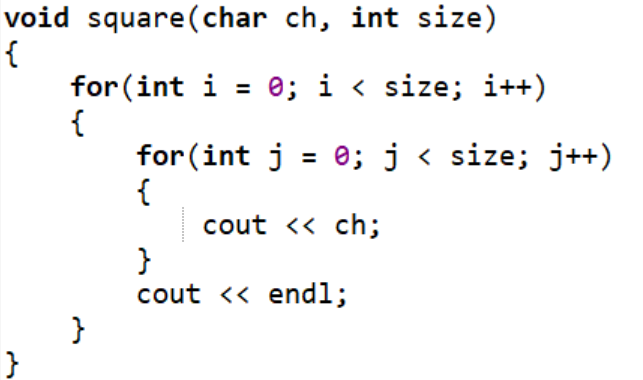 void square(char ch, int size)
{
    for(int i = 0; i < size; i++)
    {
        for(int j = 0; j < size; j++)
        {
            cout << ch;
        }
        cout << endl;
    }
}